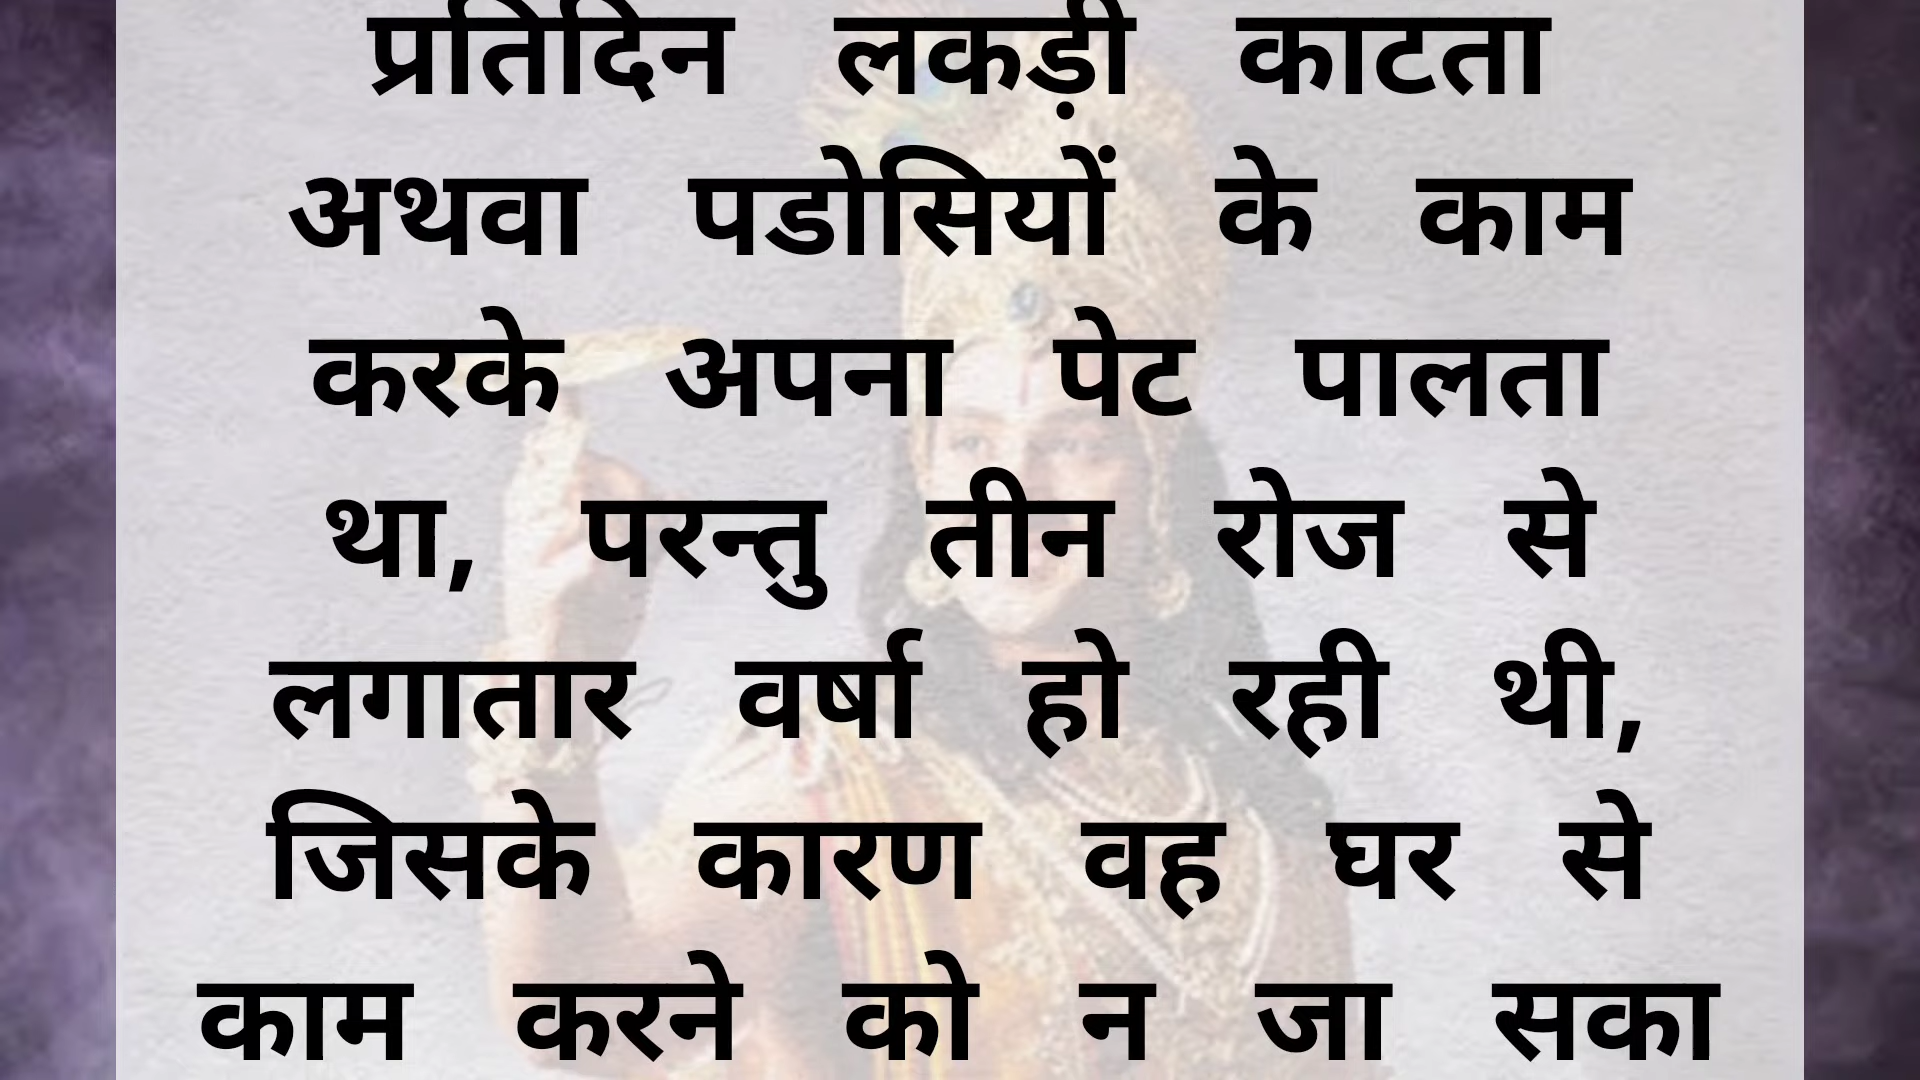 प्रतिदिन लकड़ी काटता
अथवा पडोसियों के काम
करके अपना पेट पालता
था, परन्तु तीन रोज से
लगातार वर्षा हो रही थी,
जिसके कारण वह घर से
काम करने को न जा सका